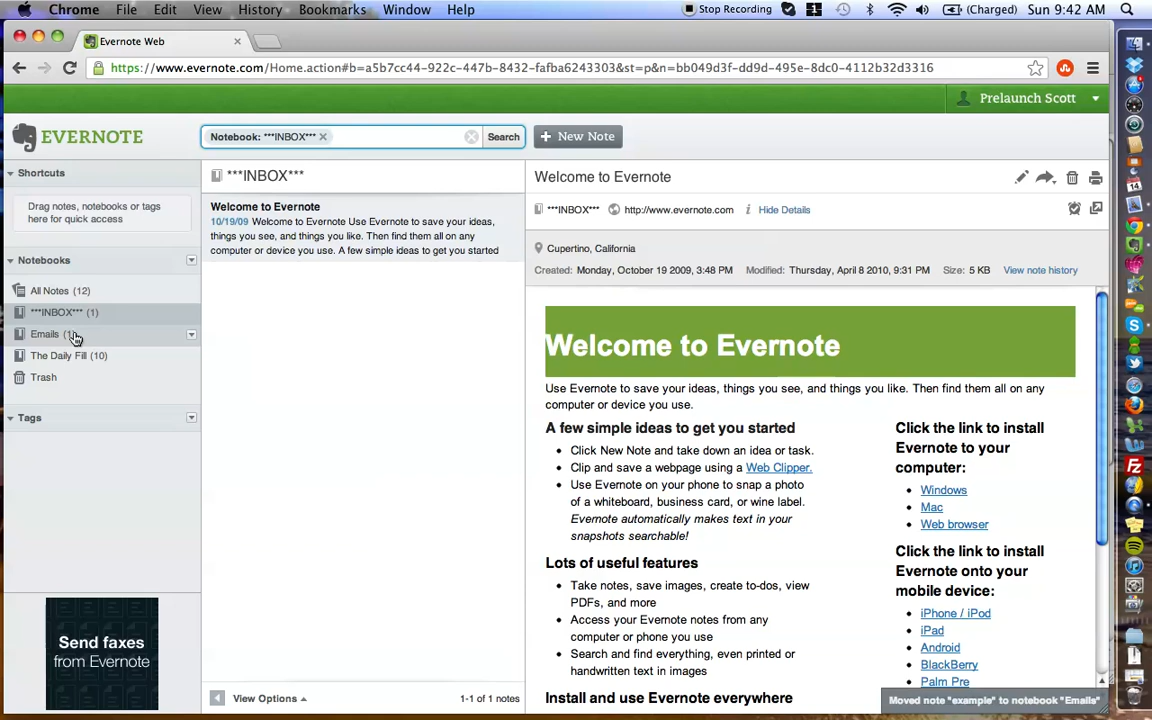 Chrome File Edit View History Bookmarks Window Help Stop Recording 1 (Charged) Sun 9:42 AM
Evernote Web
https://www.evernote.com/Home.action#b=a5b7cc44-922c-447b-8432-fafba6243303&st=p&n=bb049d3f-dd9d-495e-8dc0-4112b32d3316
Prelaunch Scott
EVERNOTE Notebook: ***INBOX*** Search + New Note
Shortcuts
Drag notes, notebooks or tags
here for quick access
Notebooks
All Notes (12)
***INBOX*** (1)
Emails
The Daily Fill (10)
Trash
Tags
Send faxes
from Evernote
***INBOX***
Welcome to Evernote
10/19/09 Welcome to Evernote Use Evernote to save your ideas,
things you see, and things you like. Then find them all on any
computer or device you use. A few simple ideas to get you started
View Options 1-1 of 1 notes
Welcome to Evernote
***INBOX*** http://www.evernote.com i Hide Details
Cupertino, California
Created: Monday, October 19 2009, 3:48 PM Modified: Thursday, April 8 2010, 9:31 PM Size: 5 KB View note history
Welcome to Evernote
Use Evernote to save your ideas, things you see, and things you like. Then find them all on any
computer or device you use.
A few simple ideas to get you started
• Click New Note and take down an idea or task.
• Clip and save a webpage using a Web Clipper.
• Use Evernote on your phone to snap a photo
of a whiteboard, business card, or wine label.
Evernote automatically makes text in your
snapshots searchable!
Lots of useful features
• Take notes, save images, create to-dos, view
PDFs, and more
• Access your Evernote notes from any
computer or phone you use
• Search and find everything, even printed or
handwritten text in images
Install and use Evernote everywhere
Click the link to install
Evernote to your
computer:
• Windows
• Mac
• Web browser
Click the link to install
Evernote onto your
mobile device:
• iPhone / iPod
• iPad
• Android
• BlackBerry
• Palm Pre
Moved note "example" to notebook "Emails"
14